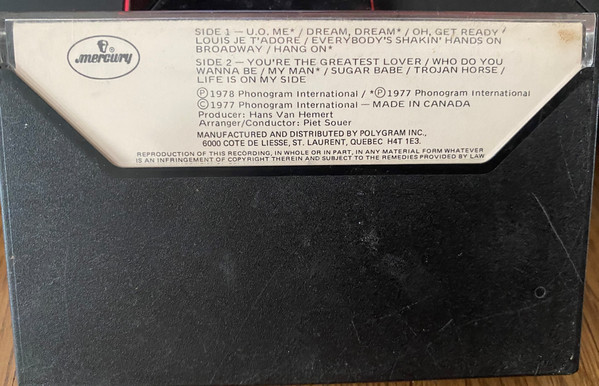 mercury
SIDE 1 – U.O. ME* / DREAM, DREAM* / OH, GET READY
LOUIS JE T'ADORE / EVERYBODY'S SHAKIN' HANDS ON
BROADWAY / HANG ON*
SIDE 2 – YOU'RE THE GREATEST LOVER / WHO DO YOU
WANNA BE / MY MAN* / SUGAR BABE / TROJAN HORSE /
LIFE IS ON MY SIDE
Ⓟ 1978 Phonogram International / *Ⓟ 1977 Phonogram International
© 1977 Phonogram International – MADE IN CANADA
Producer: Hans Van Hemert
Arranger/Conductor: Piet Souer
MANUFACTURED AND DISTRIBUTED BY POLYGRAM INC.,
6000 COTE DE LIESSE, ST. LAURENT, QUEBEC H4T 1E3.
REPRODUCTION OF THIS RECORDING, IN WHOLE OR IN PART, IN ANY MATERIAL FORM WHATEVER
IS AN INFRINGEMENT OF COPYRIGHT THEREIN AND SUBJECT TO THE REMEDIES PROVIDED BY LAW